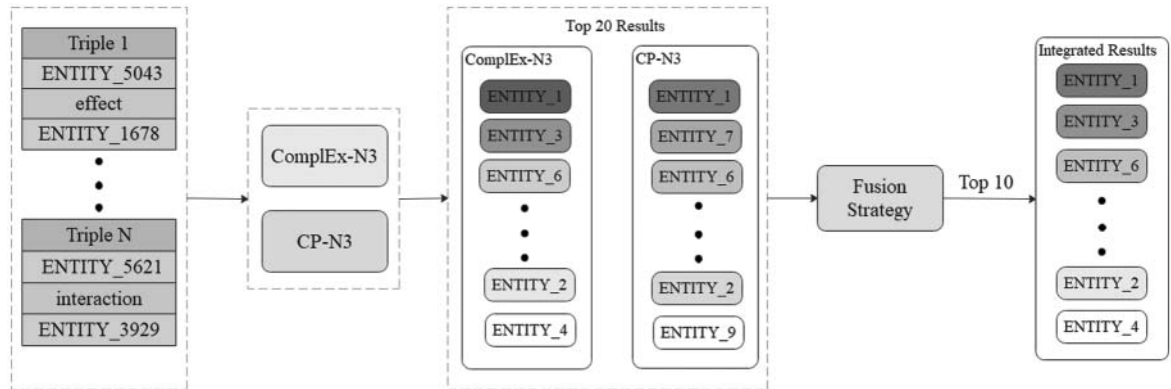 Triple 1
ENTITY_5043
effect
ENTITY_1678
Triple N
ENTITY_5621
interaction
ENTITY_3929
ComplEx-N3
CP-N3
Top 20 Results
ComplEx-N3
ENTITY_1
ENTITY_3
ENTITY_6
ENTITY_2
ENTITY_4
CP-N3
ENTITY_1
ENTITY_7
ENTITY_6
ENTITY_2
ENTITY_9
Fusion
Strategy
Top 10
Integrated Results
ENTITY_1
ENTITY_3
ENTITY_6
ENTITY_2
ENTITY_4